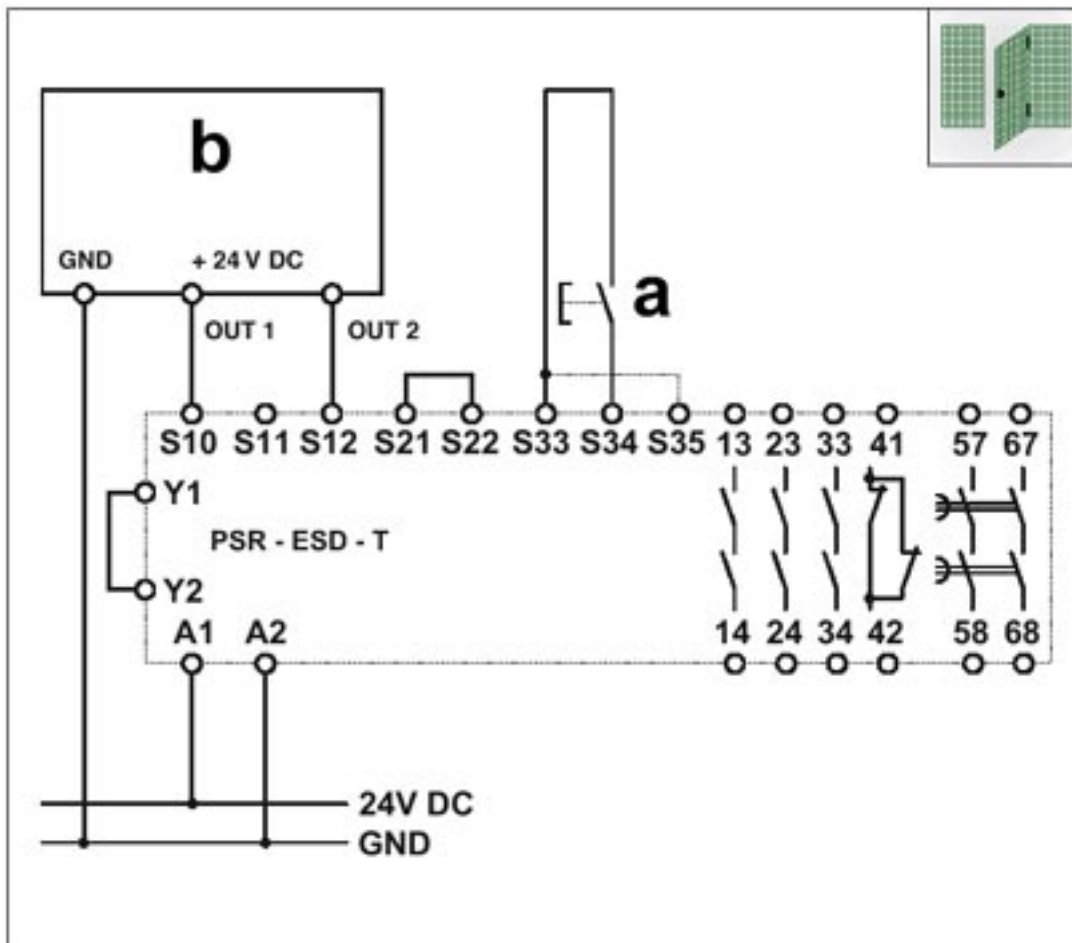 b
GND + 24 V DC
OUT 1 OUT 2
a
S10 S11 S12 S21 S22 S33 S34 S35 13 23 33 41 57 67
Y1
PSR - ESD - T
Y2
A1 A2 14 24 34 42 58 68
24V DC
GND